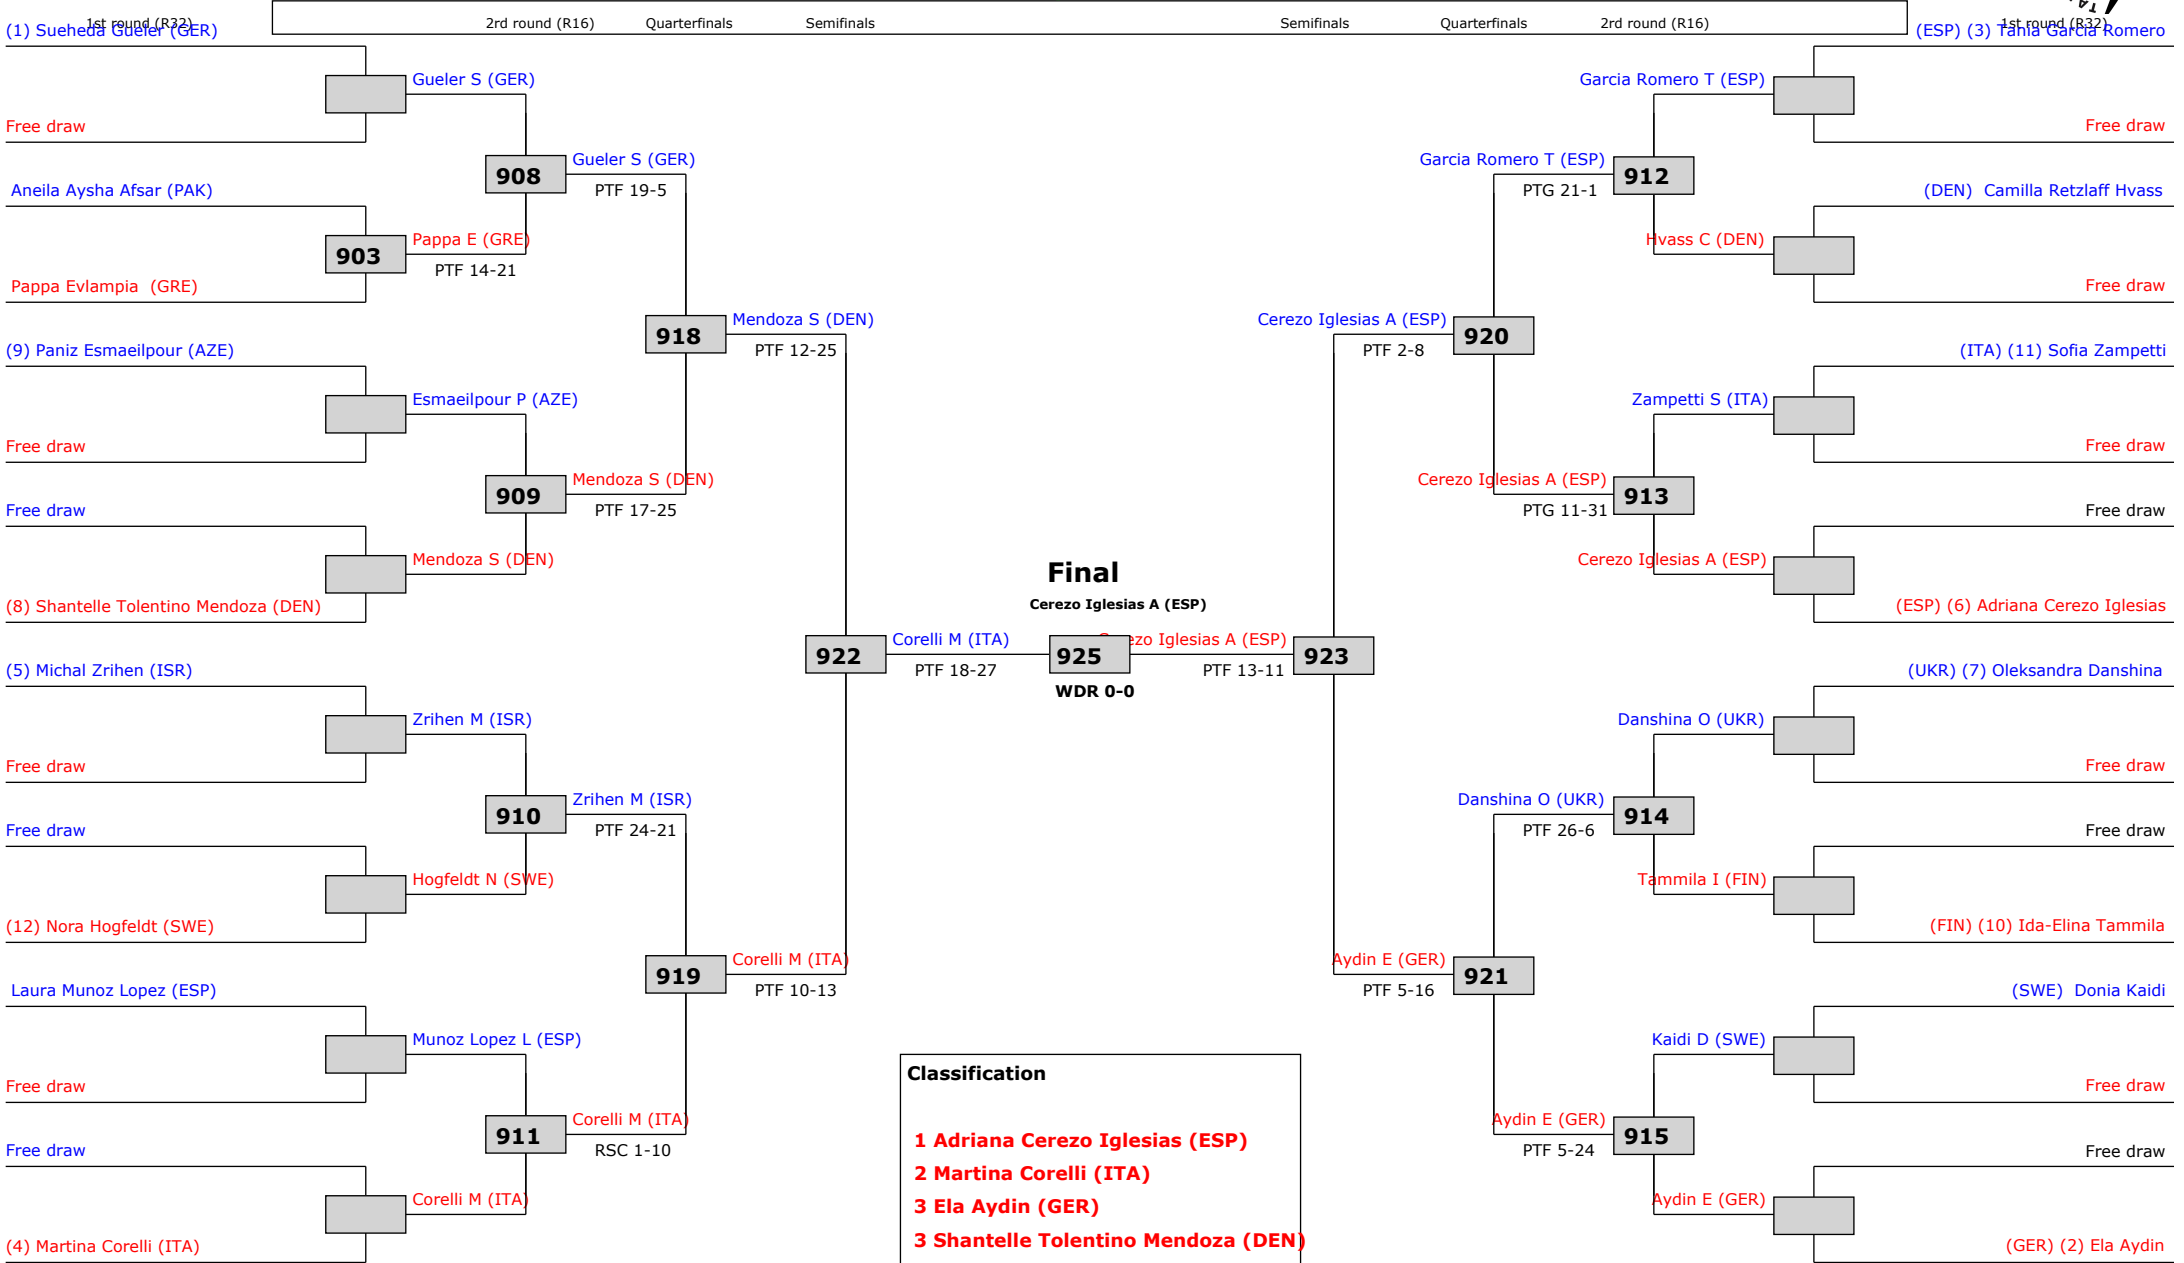 1st round (R32)
2rd round (R16)
Quarterfinals
Semifinals
Semifinals
Quarterfinals
2rd round (R16)
1st round (R32)
(1) Sueheda Gueler (GER)
Gueler S (GER)
Free draw
Gueler S (GER)
908
PTF 19-5
Aneila Aysha Afsar (PAK)
Pappa E (GRE)
903
PTF 14-21
Pappa Evlampia (GRE)
Mendoza S (DEN)
918
PTF 12-25
(9) Paniz Esmaeilpour (AZE)
Esmaeilpour P (AZE)
Free draw
Mendoza S (DEN)
909
PTF 17-25
Free draw
Mendoza S (DEN)
(8) Shantelle Tolentino Mendoza (DEN)
Corelli M (ITA)
922
PTF 18-27
(5) Michal Zrihen (ISR)
Zrihen M (ISR)
Free draw
Zrihen M (ISR)
910
PTF 24-21
Free draw
Hogfeldt N (SWE)
(12) Nora Hogfeldt (SWE)
Corelli M (ITA)
919
PTF 10-13
Laura Munoz Lopez (ESP)
Munoz Lopez L (ESP)
Free draw
Corelli M (ITA)
911
RSC 1-10
Free draw
Corelli M (ITA)
(4) Martina Corelli (ITA)
Final
Cerezo Iglesias A (ESP)
925
WDR 0-0
(ESP) (3) Tania Garcia Romero
Garcia Romero T (ESP)
Free draw
Garcia Romero T (ESP)
912
PTG 21-1
(DEN) Camilla Retzlaff Hvass
Hvass C (DEN)
Free draw
Cerezo Iglesias A (ESP)
920
PTF 2-8
(ITA) (11) Sofia Zampetti
Zampetti S (ITA)
Free draw
Cerezo Iglesias A (ESP)
913
PTG 11-31
Free draw
Cerezo Iglesias A (ESP)
(ESP) (6) Adriana Cerezo Iglesias
Cerezo Iglesias A (ESP)
923
PTF 13-11
(UKR) (7) Oleksandra Danshina
Danshina O (UKR)
Free draw
Danshina O (UKR)
914
PTF 26-6
Free draw
Tammila I (FIN)
(FIN) (10) Ida-Elina Tammila
Aydin E (GER)
921
PTF 5-16
(SWE) Donia Kaidi
Kaidi D (SWE)
Free draw
Aydin E (GER)
915
PTF 5-24
Free draw
Aydin E (GER)
(GER) (2) Ela Aydin
Classification
1 Adriana Cerezo Iglesias (ESP)
2 Martina Corelli (ITA)
3 Ela Aydin (GER)
3 Shantelle Tolentino Mendoza (DEN)